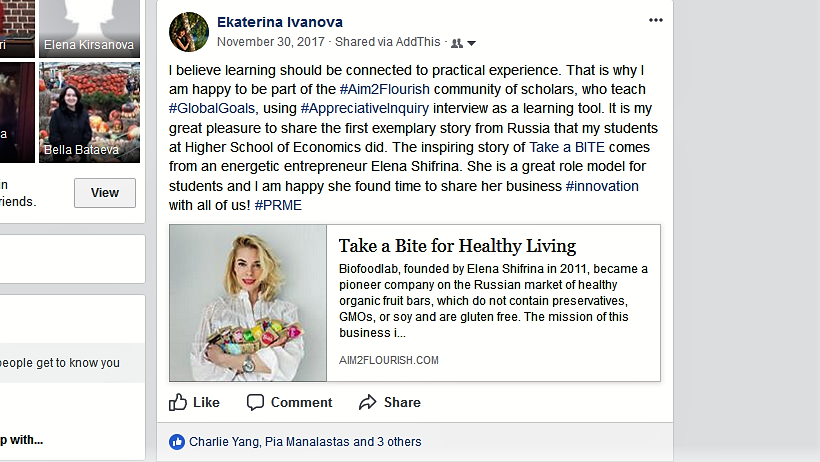 ri
Elena Kirsanova
a
Bella Bataeva
n
riends.
View
people get to know you
p with...
Ekaterina Ivanova
November 30, 2017 · Shared via AddThis ·
I believe learning should be connected to practical experience. That is why I
am happy to be part of the #Aim2Flourish community of scholars, who teach
#GlobalGoals, using #AppreciativeInquiry interview as a learning tool. It is my
great pleasure to share the first exemplary story from Russia that my students
at Higher School of Economics did. The inspiring story of Take a BITE comes
from an energetic entrepreneur Elena Shifrina. She is a great role model for
students and I am happy she found time to share her business #innovation
with all of us! #PRME
Take a Bite for Healthy Living
Biofoodlab, founded by Elena Shifrina in 2011, became a
pioneer company on the Russian market of healthy
organic fruit bars, which do not contain preservatives,
GMOs, or soy and are gluten free. The mission of this
business i...
AIM2FLOURISH.COM
Like Comment Share
Charlie Yang, Pia Manalastas and 3 others